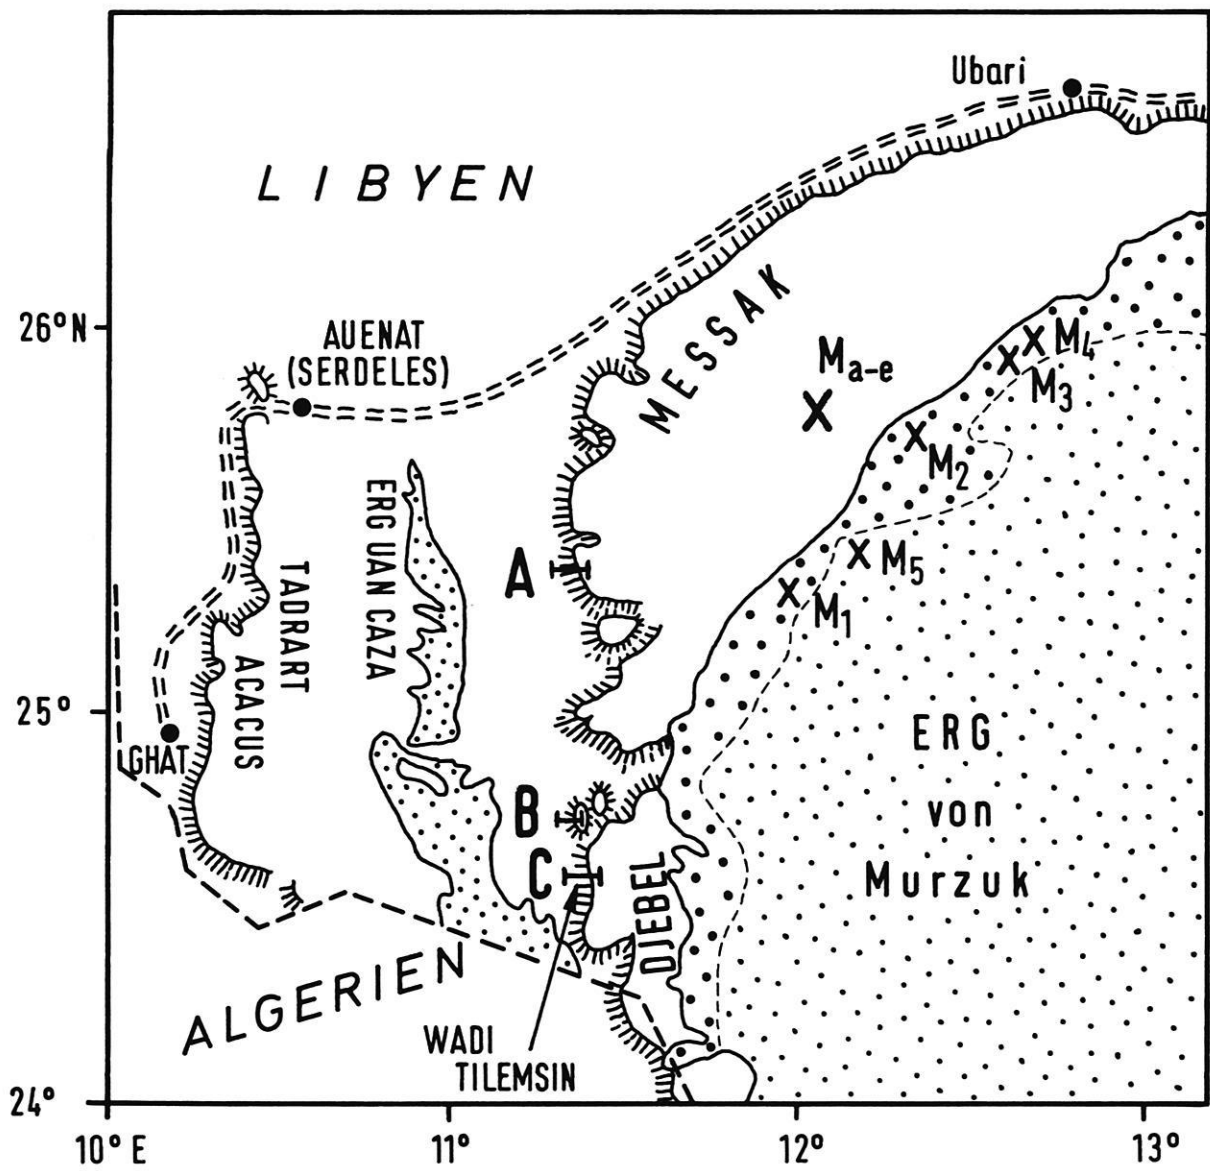 Ubari
LIBYEN
26°N
AUENAT
(SERDELES)
MESSAK
Ma-e
M4
M3
M2
ERG UAN CAZA
A
M5
M1
TADRART
ACACUS
25°
GHAT
ERG
von
Murzuk
B
C
DJEBEL
ALGERIEN
WADI
TILEMSIN
24°
10° E
11°
12°
13°